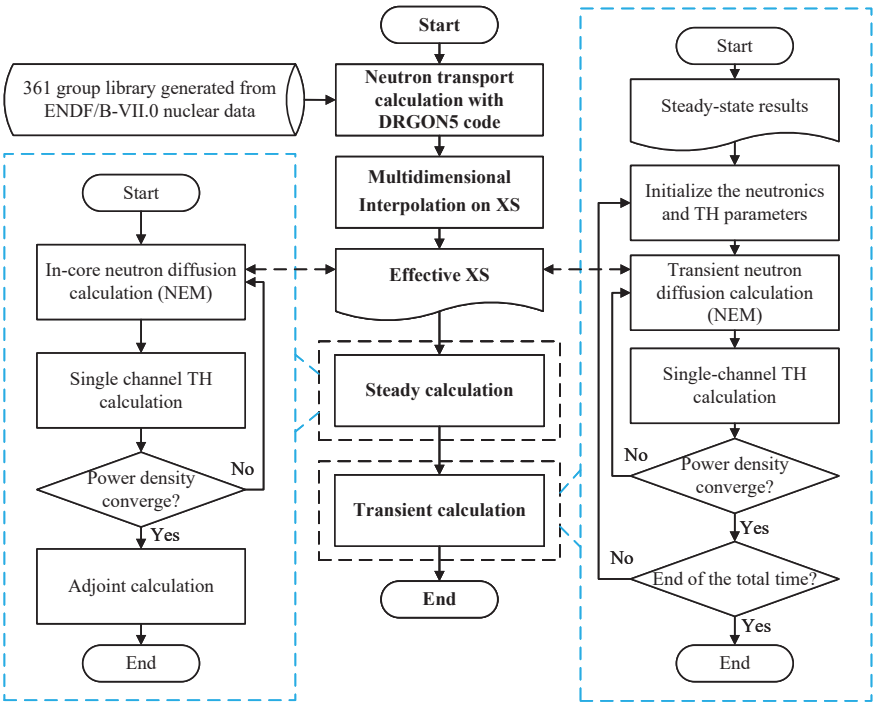 Start
Neutron transport
calculation with
DRGON5 code
361 group library generated from
ENDF/B-VII.0 nuclear data
Multidimensional
Interpolation on XS
Effective XS
Steady calculation
Transient calculation
End
Start
In-core neutron diffusion
calculation (NEM)
Single channel TH
calculation
Power density
converge?
No
Yes
Adjoint calculation
End
Start
Steady-state results
Initialize the neutronics
and TH parameters
Transient neutron
diffusion calculation
(NEM)
Single-channel TH
calculation
No
Power density
converge?
Yes
No
End of the total time?
Yes
End